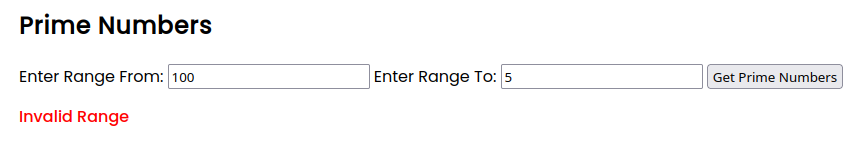 Prime Numbers
Enter Range From: 100 Enter Range To: 5 Get Prime Numbers
Invalid Range